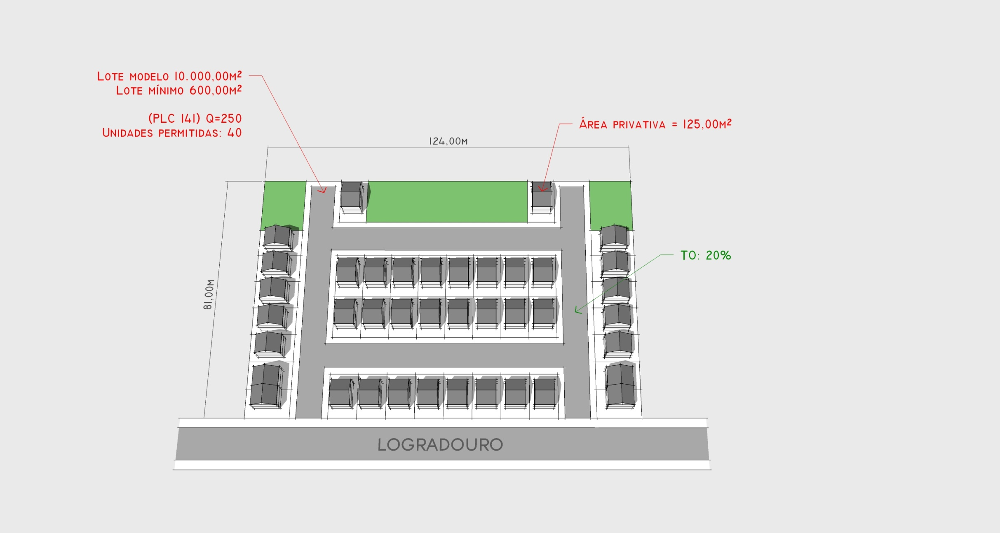 Lote modelo 10.000,00m²
Lote mínimo 600,00m²
(PLC 141) Q=250
Unidades permitidas: 40
Área privativa = 125,00m²
124,00m
TO: 20%
81,00m
LOGRADOURO